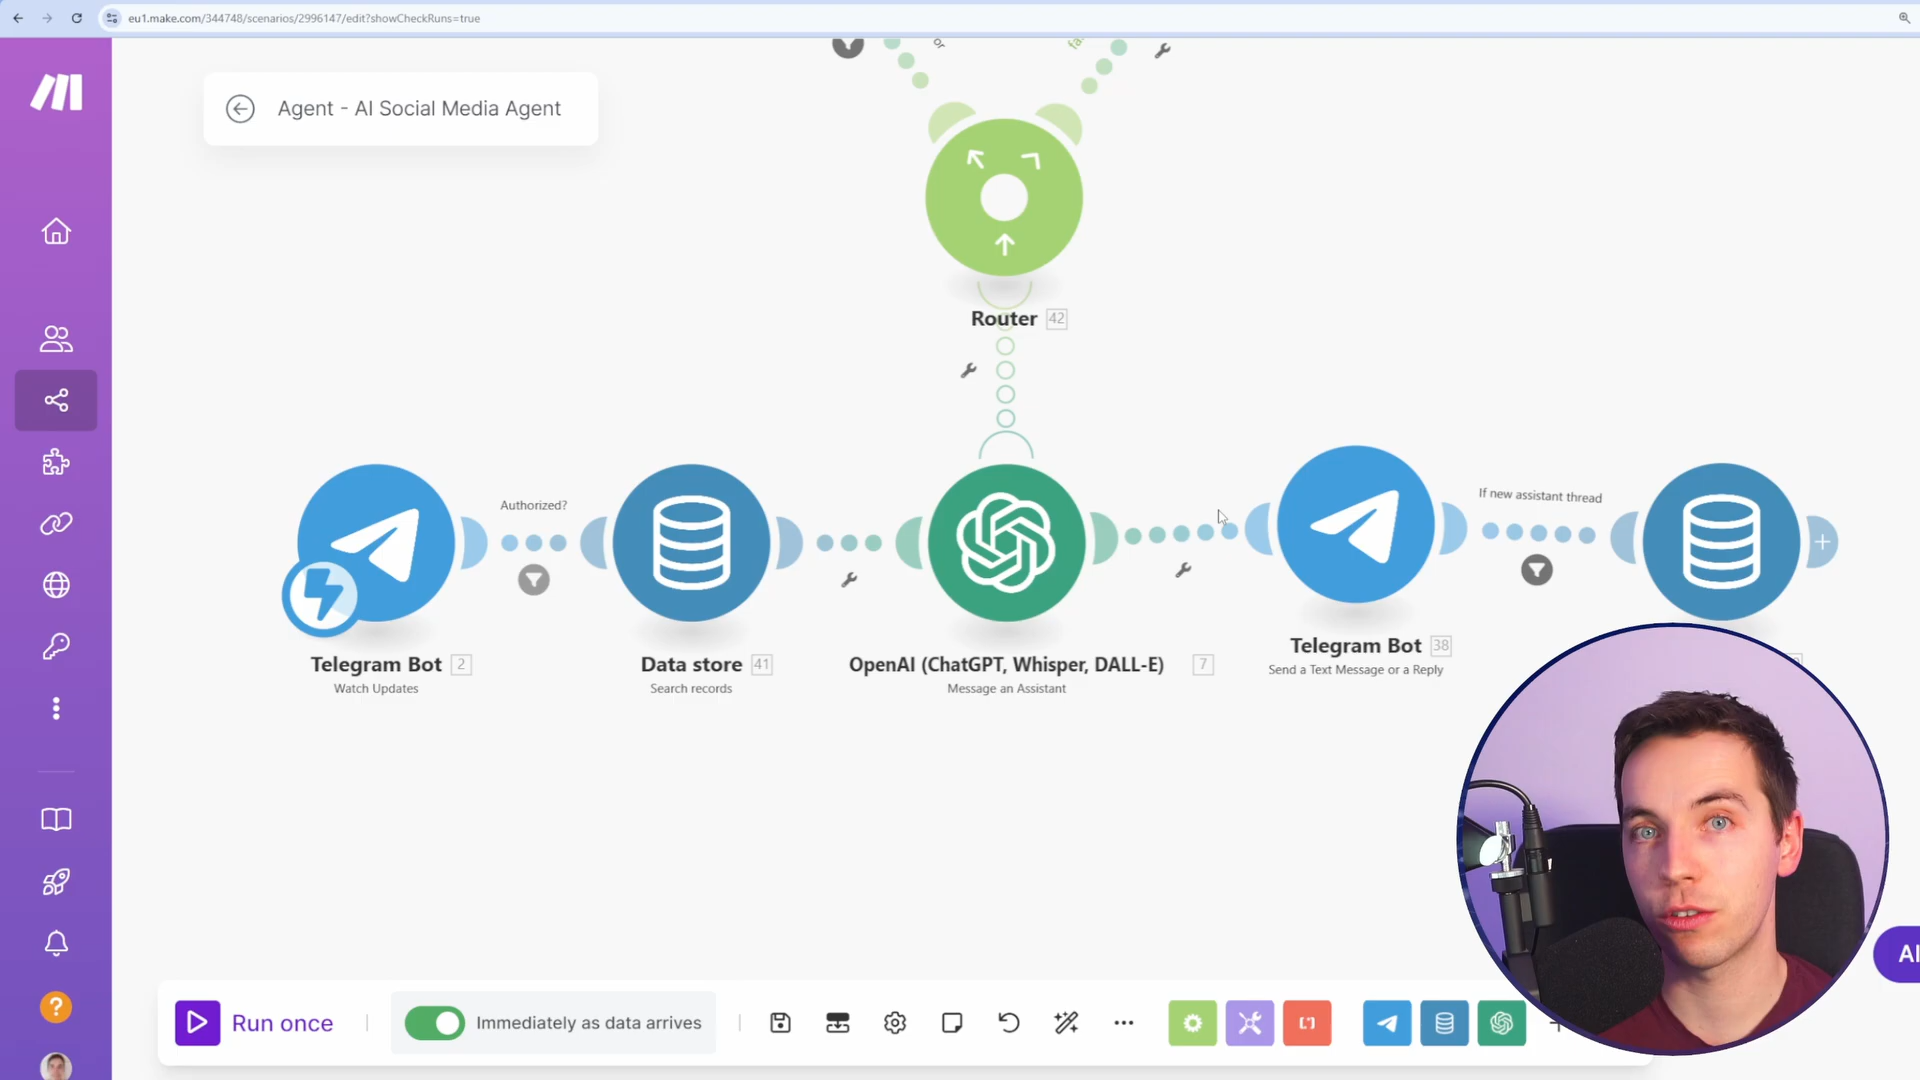 eu1.make.com/344748/scenarios/2996147/edit?showCheckRuns=true
or
Agent - AI Social Media Agent
Router 42
Authorized?
If new assistant thread
Telegram Bot 2
Watch Updates
Data store 41
Search records
OpenAI (ChatGPT, Whisper, DALL-E) 7
Message an Assistant
Telegram Bot 38
Send a Text Message or a Reply
AI
?
Run once
Immediately as data arrives